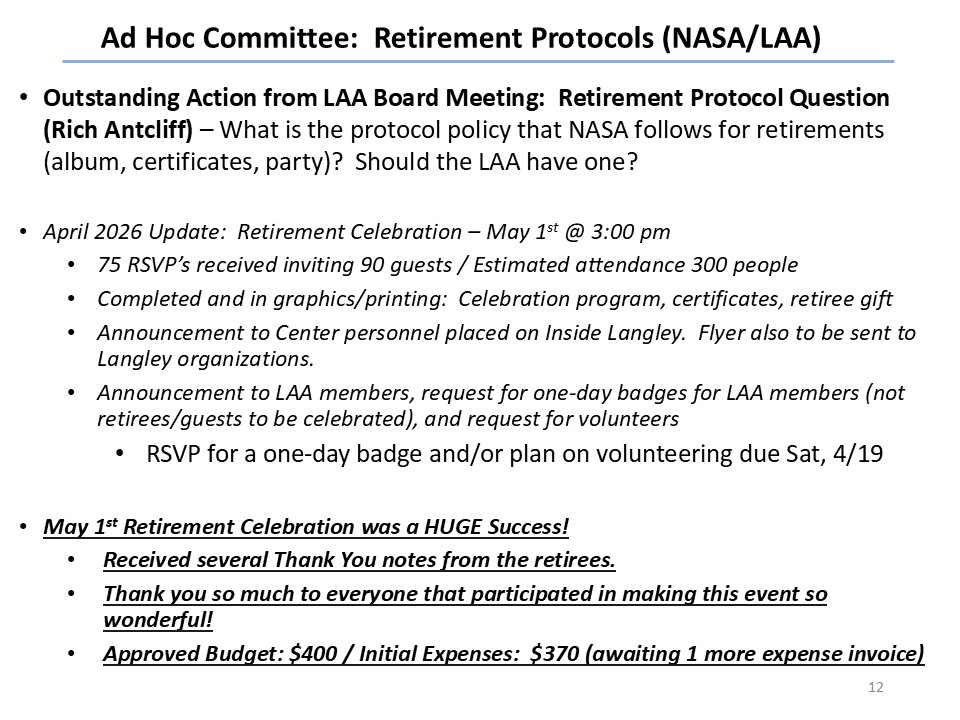 Ad Hoc Committee:  Retirement Protocols (NASA/LAA)
• Outstanding Action from LAA Board Meeting:  Retirement Protocol Question
(Rich Antcliff) – What is the protocol policy that NASA follows for retirements
(album, certificates, party)?  Should the LAA have one?
• April 2026 Update:  Retirement Celebration – May 1st @ 3:00 pm
• 75 RSVP's received inviting 90 guests / Estimated attendance 300 people
• Completed and in graphics/printing:  Celebration program, certificates, retiree gift
• Announcement to Center personnel placed on Inside Langley.  Flyer also to be sent to
Langley organizations.
• Announcement to LAA members, request for one-day badges for LAA members (not
retirees/guests to be celebrated), and request for volunteers
• RSVP for a one-day badge and/or plan on volunteering due Sat, 4/19
• May 1st Retirement Celebration was a HUGE Success!
• Received several Thank You notes from the retirees.
• Thank you so much to everyone that participated in making this event so
wonderful!
• Approved Budget: $400 / Initial Expenses:  $370 (awaiting 1 more expense invoice)
12